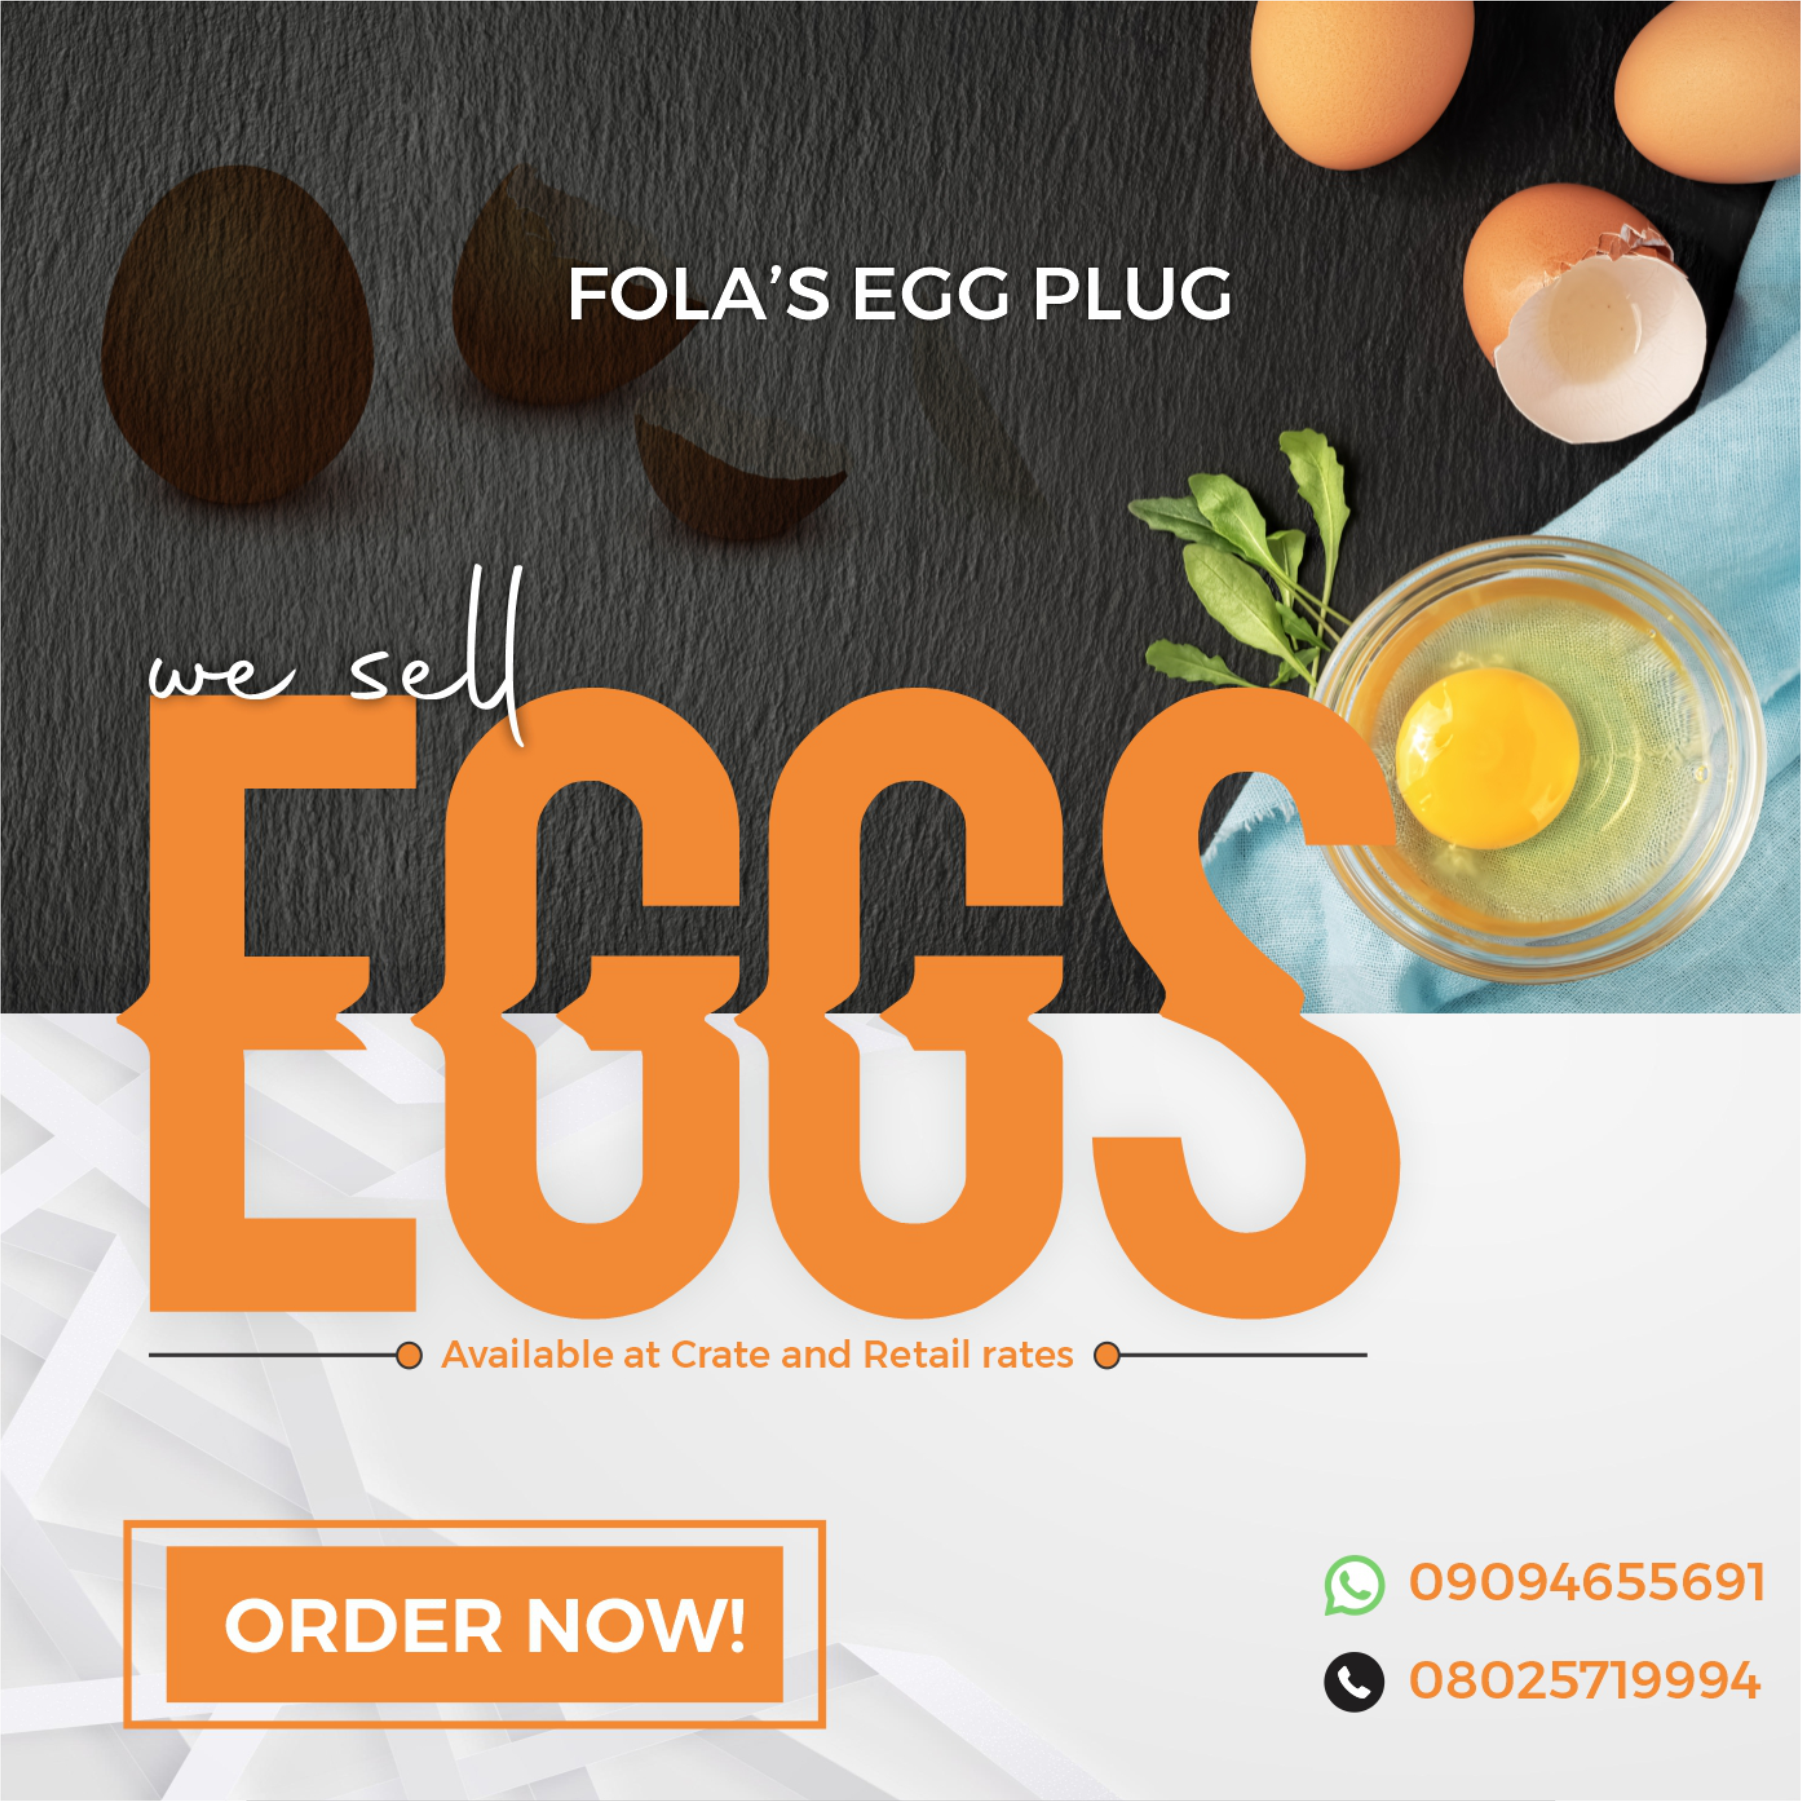 FOLA'S EGG PLUG
we sell
EGGS
Available at Crate and Retail rates
ORDER NOW!
09094655691
08025719994